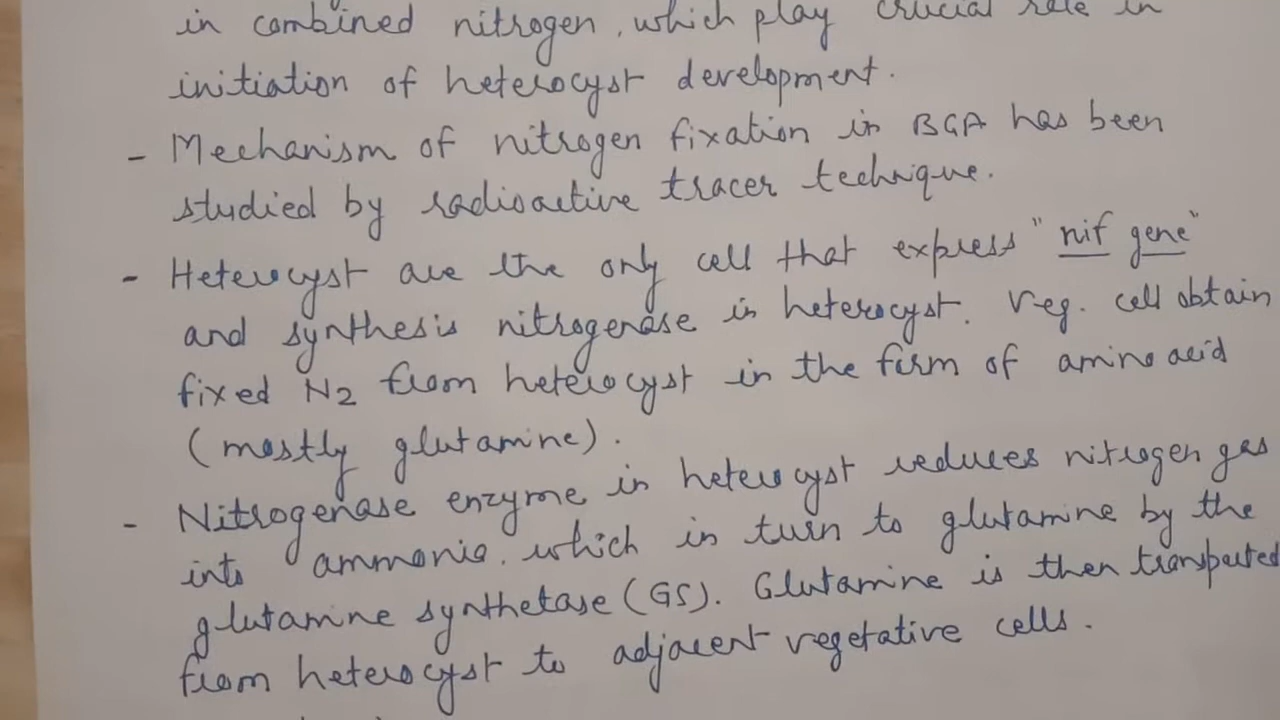 in combined nitrogen, which play crucial role in
initiation of heterocyst development.
- Mechanism of nitrogen fixation in BGA has been
studied by radioactive tracer technique.
- Heterocyst are the only cell that express "nif gene"
and synthesis nitrogenase in heterocyst. Veg. cell obtain
fixed N2 from heterocyst in the form of amino acid
(mostly glutamine).
- Nitrogenase enzyme in heterocyst reduces nitrogen gas
into ammonia. which in turn to glutamine by the
glutamine synthetase (GS). Glutamine is then transported
from heterocyst to adjacent vegetative cells.